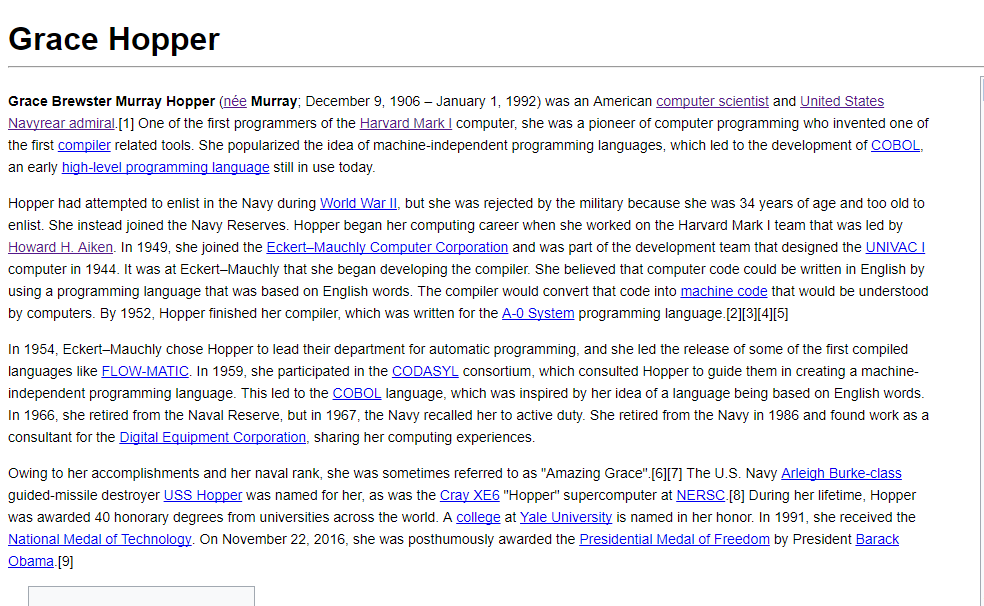 Grace Hopper
Grace Brewster Murray Hopper (née Murray; December 9, 1906 – January 1, 1992) was an American computer scientist and United States
Navyrear admiral.[1] One of the first programmers of the Harvard Mark I computer, she was a pioneer of computer programming who invented one of
the first compiler related tools. She popularized the idea of machine-independent programming languages, which led to the development of COBOL,
an early high-level programming language still in use today.
Hopper had attempted to enlist in the Navy during World War II, but she was rejected by the military because she was 34 years of age and too old to
enlist. She instead joined the Navy Reserves. Hopper began her computing career when she worked on the Harvard Mark I team that was led by
Howard H. Aiken. In 1949, she joined the Eckert–Mauchly Computer Corporation and was part of the development team that designed the UNIVAC I
computer in 1944. It was at Eckert–Mauchly that she began developing the compiler. She believed that computer code could be written in English by
using a programming language that was based on English words. The compiler would convert that code into machine code that would be understood
by computers. By 1952, Hopper finished her compiler, which was written for the A-0 System programming language.[2][3][4][5]
In 1954, Eckert–Mauchly chose Hopper to lead their department for automatic programming, and she led the release of some of the first compiled
languages like FLOW-MATIC. In 1959, she participated in the CODASYL consortium, which consulted Hopper to guide them in creating a machine-
independent programming language. This led to the COBOL language, which was inspired by her idea of a language being based on English words.
In 1966, she retired from the Naval Reserve, but in 1967, the Navy recalled her to active duty. She retired from the Navy in 1986 and found work as a
consultant for the Digital Equipment Corporation, sharing her computing experiences.
Owing to her accomplishments and her naval rank, she was sometimes referred to as "Amazing Grace".[6][7] The U.S. Navy Arleigh Burke-class
guided-missile destroyer USS Hopper was named for her, as was the Cray XE6 "Hopper" supercomputer at NERSC.[8] During her lifetime, Hopper
was awarded 40 honorary degrees from universities across the world. A college at Yale University is named in her honor. In 1991, she received the
National Medal of Technology. On November 22, 2016, she was posthumously awarded the Presidential Medal of Freedom by President Barack
Obama.[9]